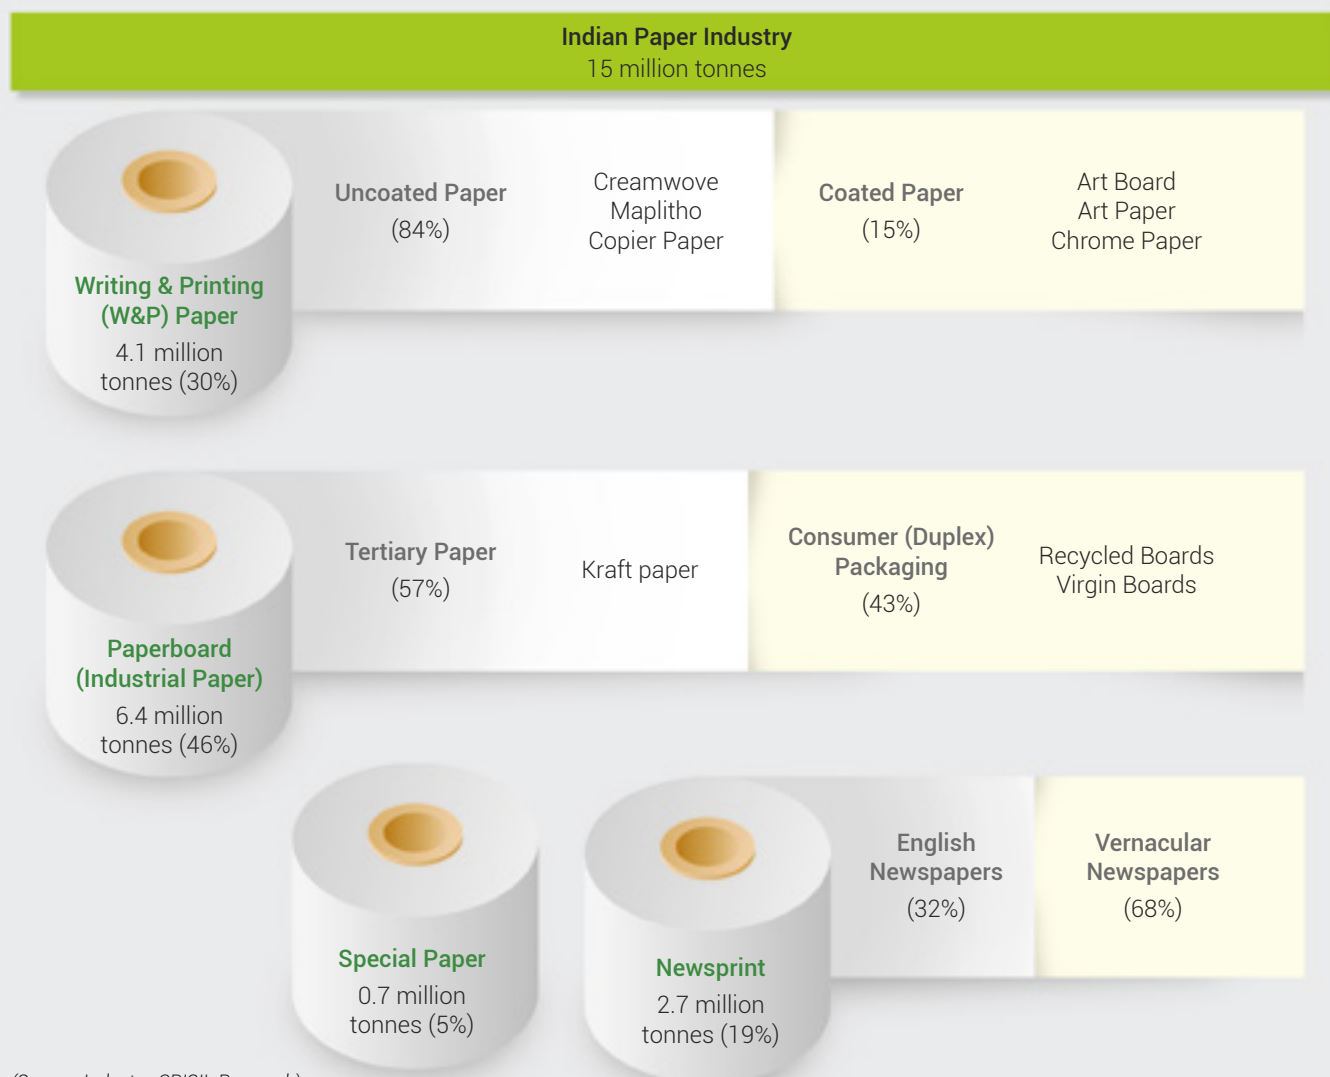 Indian Paper Industry
15 million tonnes
Writing & Printing
(W&P) Paper
4.1 million
tonnes (30%)
Uncoated Paper
(84%)
Creamwove
Maplitho
Copier Paper
Coated Paper
(15%)
Art Board
Art Paper
Chrome Paper
Paperboard
(Industrial Paper)
6.4 million
tonnes (46%)
Tertiary Paper
(57%)
Kraft paper
Consumer (Duplex)
Packaging
(43%)
Recycled Boards
Virgin Boards
Special Paper
0.7 million
tonnes (5%)
Newsprint
2.7 million
tonnes (19%)
English
Newspapers
(32%)
Vernacular
Newspapers
(68%)